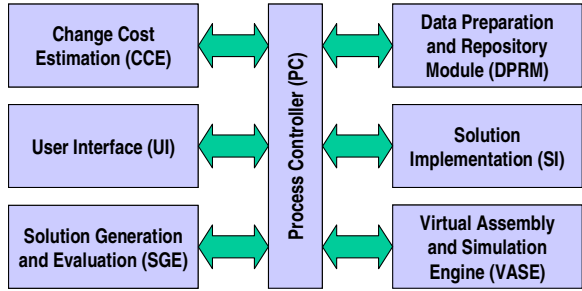 Change Cost
Estimation (CCE)
User Interface (UI)
Solution Generation
and Evaluation (SGE)
Process Controller (PC)
Data Preparation
and Repository
Module (DPRM)
Solution
Implementation (SI)
Virtual Assembly
and Simulation
Engine (VASE)